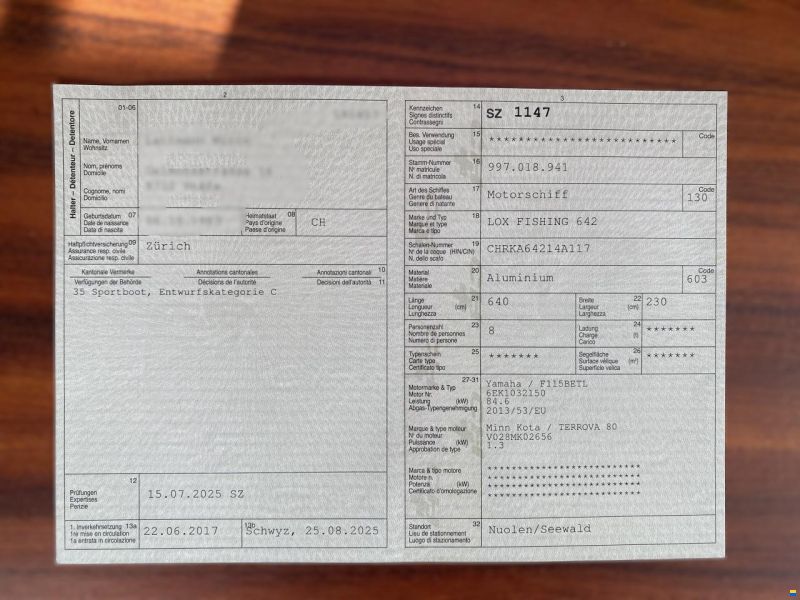 2
01-06
Halter – Détenteur – Detentore
Name, Vornamen
Wohnsitz
Nom, prénoms
Domicile
Cognome, nomi
Domicilio
Geburtsdatum 07
Date de naissance
Data di nascita
Heimatstaat 08
Pays d'origine
Paese d'origine
CH
Haftpflichtversicherung 09
Assurance resp. civile
Assicurazione resp. civile
Zürich
Kantonale Vermerke Annotations cantonales Annotazioni cantonali 10
Verfügungen der Behörde Décisions de l'autorité Decisioni dell'autorità 11
35 Sportboot, Entwurfskategorie C
12
Prüfungen
Expertises
Perizie
15.07.2025 SZ
1. Inverkehrsetzung 13a
1re mise en circulation
1a entrata in circolazione
22.06.2017
13b
Schwyz, 25.08.2025
3
Kennzeichen 14
Signes distinctifs
Contrassegni
SZ 1147
Bes. Verwendung 15
Usage spécial
Uso speciale
**************************
Code
Stamm-Nummer 16
N° matricule
N. di matricola
997.018.941
Art des Schiffes 17
Genre du bateau
Genere di natante
Motorschiff
Code
130
Marke und Typ 18
Marque et type
Marca e tipo
LOX FISHING 642
Schalen-Nummer 19
N° de la coque (HIN/CIN)
N. dello scafo
CHRKA64214A117
Material 20
Matière
Materiale
Aluminium
Code
603
Länge 21
Longueur (cm)
Lunghezza
640
Breite 22
Largeur (cm)
Larghezza
230
Personenzahl 23
Nombre de personnes
Numero di persone
8
Ladung 24
Charge (t)
Carico
*******
Typenschein 25
Carte type
Certificato tipo
*******
Segelfläche 26
Surface vélique (m²)
Superficie velica
*******
27-31
Motormarke & Typ
Motor Nr.
Leistung (kW)
Abgas-Typengenehmigung
Yamaha / F115BETL
6EK1032150
84.6
2013/53/EU
Marque & type moteur
N° du moteur
Puissance (kW)
Approbation de type
Minn Kota / TERROVA 80
V028MK02656
1.3
Marca & tipo motore
Motore n.
Potenza (kW)
Certificato d'omologazione
************************
************************
************************
************************
Standort 32
Lieu de stationnement
Luogo di stazionamento
Nuolen/Seewald